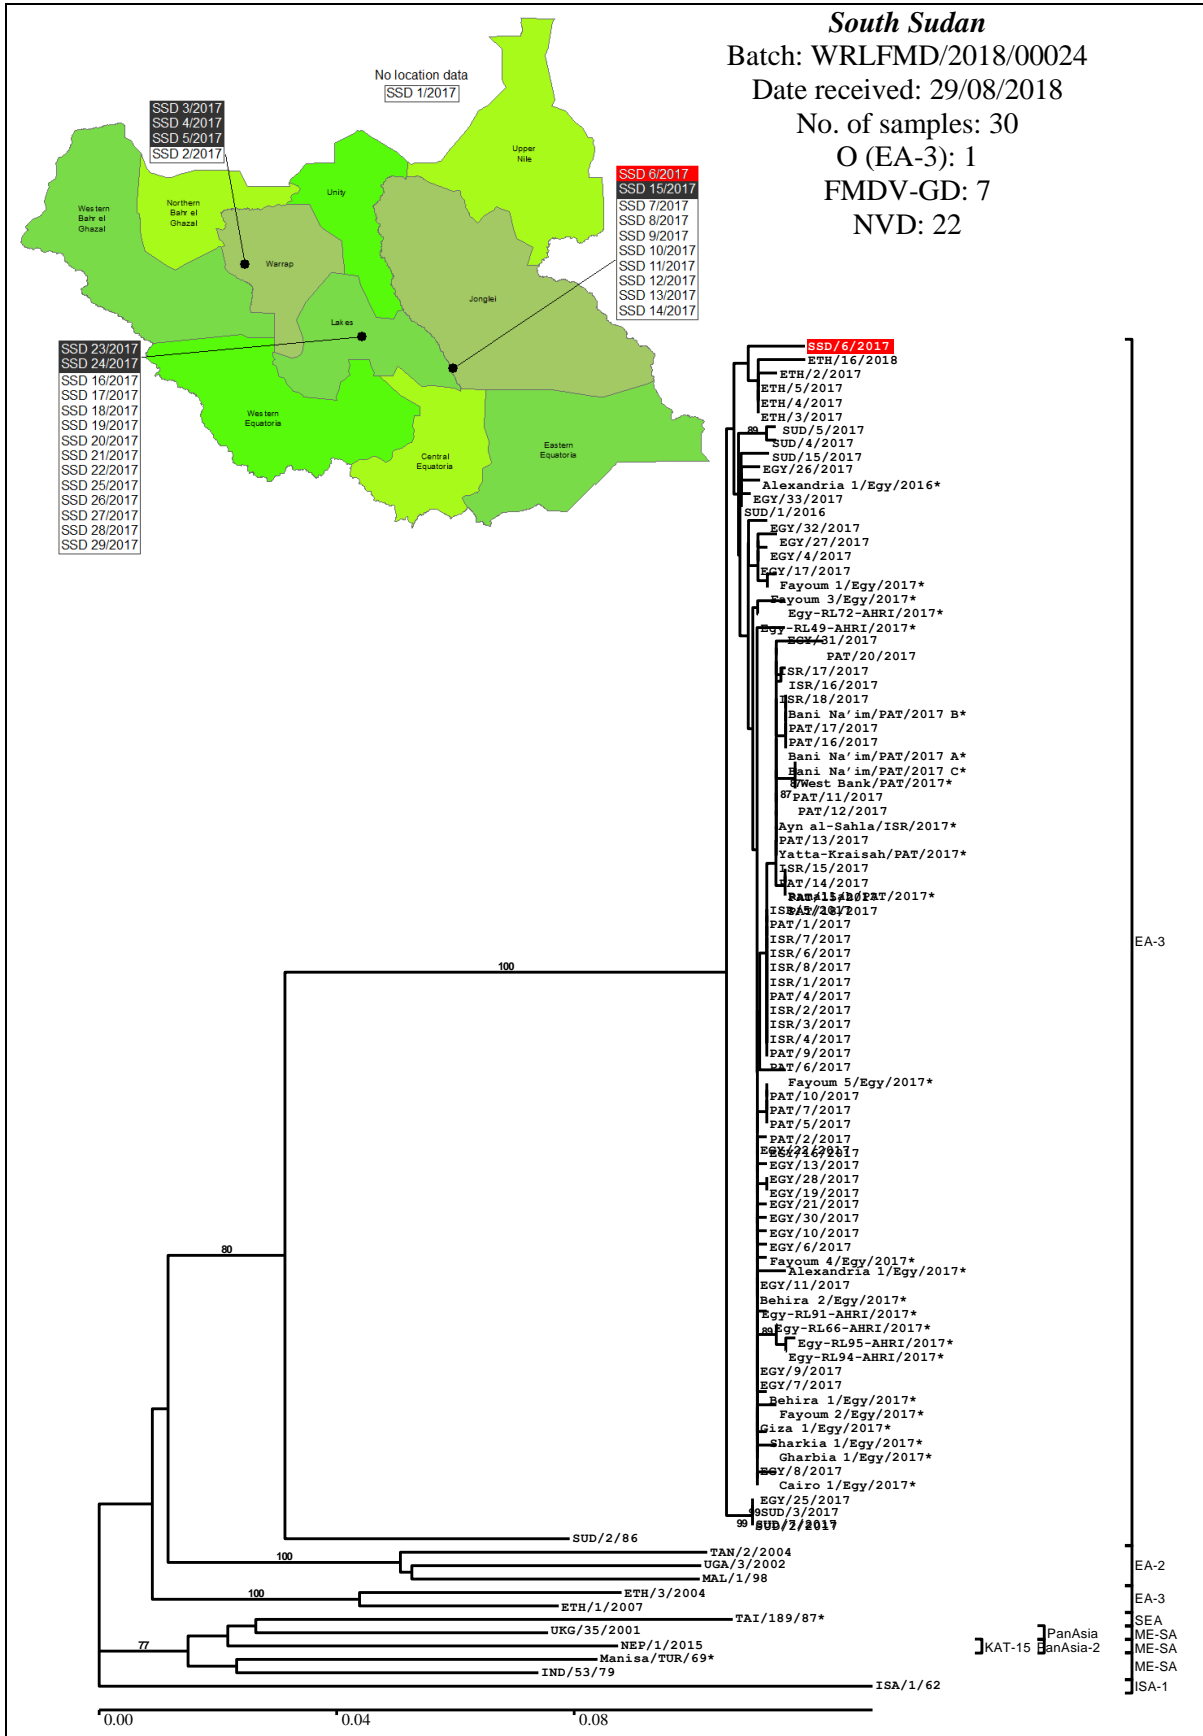 South Sudan
Batch: WRLFMD/2018/00024
Date received: 29/08/2018
No. of samples: 30
O (EA-3): 1
FMDV-GD: 7
NVD: 22
No location data
SSD 1/2017
SSD 3/2017
SSD 4/2017
SSD 5/2017
SSD 2/2017
SSD 6/2017
SSD 15/2017
SSD 7/2017
SSD 8/2017
SSD 9/2017
SSD 10/2017
SSD 11/2017
SSD 12/2017
SSD 13/2017
SSD 14/2017
Upper
Nile
Unity
Northern
Bahr el
Ghazal
Western
Bahr el
Ghazal
Warrap
Jonglei
Lakes
Western
Equatoria
Central
Equatoria
Eastern
Equatoria
SSD 23/2017
SSD 24/2017
SSD 16/2017
SSD 17/2017
SSD 18/2017
SSD 19/2017
SSD 20/2017
SSD 21/2017
SSD 22/2017
SSD 25/2017
SSD 26/2017
SSD 27/2017
SSD 28/2017
SSD 29/2017
SSD/6/2017
ETH/16/2018
ETH/2/2017
ETH/5/2017
ETH/4/2017
ETH/3/2017
89
SUD/5/2017
SUD/4/2017
SUD/15/2017
EGY/26/2017
Alexandria 1/Egy/2016*
EGY/33/2017
SUD/1/2016
EGY/32/2017
EGY/27/2017
EGY/4/2017
EGY/17/2017
Fayoum 1/Egy/2017*
Fayoum 3/Egy/2017*
Egy-RL72-AHRI/2017*
Egy-RL49-AHRI/2017*
EGY/31/2017
PAT/20/2017
ISR/17/2017
ISR/16/2017
ISR/18/2017
Bani Na'im/PAT/2017 B*
PAT/17/2017
PAT/16/2017
Bani Na'im/PAT/2017 A*
Bani Na'im/PAT/2017 C*
87
West Bank/PAT/2017*
87
PAT/11/2017
PAT/12/2017
Ayn al-Sahla/ISR/2017*
PAT/13/2017
Yatta-Kraisah/PAT/2017*
ISR/15/2017
PAT/14/2017
PAT/15/2017
PAT/18/2017
ISR/5/2017
PAT/1/2017
ISR/7/2017
ISR/6/2017
ISR/8/2017
ISR/1/2017
PAT/4/2017
ISR/2/2017
ISR/3/2017
ISR/4/2017
PAT/9/2017
PAT/6/2017
Fayoum 5/Egy/2017*
PAT/10/2017
PAT/7/2017
PAT/5/2017
PAT/2/2017
EGY/22/2017
EGY/16/2017
EGY/13/2017
EGY/28/2017
EGY/19/2017
EGY/21/2017
EGY/30/2017
EGY/10/2017
EGY/6/2017
Fayoum 4/Egy/2017*
Alexandria 1/Egy/2017*
EGY/11/2017
Behira 2/Egy/2017*
Egy-RL91-AHRI/2017*
89
Egy-RL66-AHRI/2017*
Egy-RL95-AHRI/2017*
Egy-RL94-AHRI/2017*
EGY/9/2017
EGY/7/2017
Behira 1/Egy/2017*
Fayoum 2/Egy/2017*
Giza 1/Egy/2017*
Sharkia 1/Egy/2017*
Gharbia 1/Egy/2017*
EGY/8/2017
Cairo 1/Egy/2017*
EGY/25/2017
99
SUD/3/2017
99
SUD/2/2017
100
EA-3
80
SUD/2/86
TAN/2/2004
100
UGA/3/2002
MAL/1/98
EA-2
ETH/3/2004
100
ETH/1/2007
EA-3
TAI/189/87*
SEA
UKG/35/2001
PanAsia
ME-SA
77
NEP/1/2015
KAT-15
PanAsia-2
ME-SA
Manisa/TUR/69*
ME-SA
IND/53/79
ISA/1/62
ISA-1
0.00
0.04
0.08